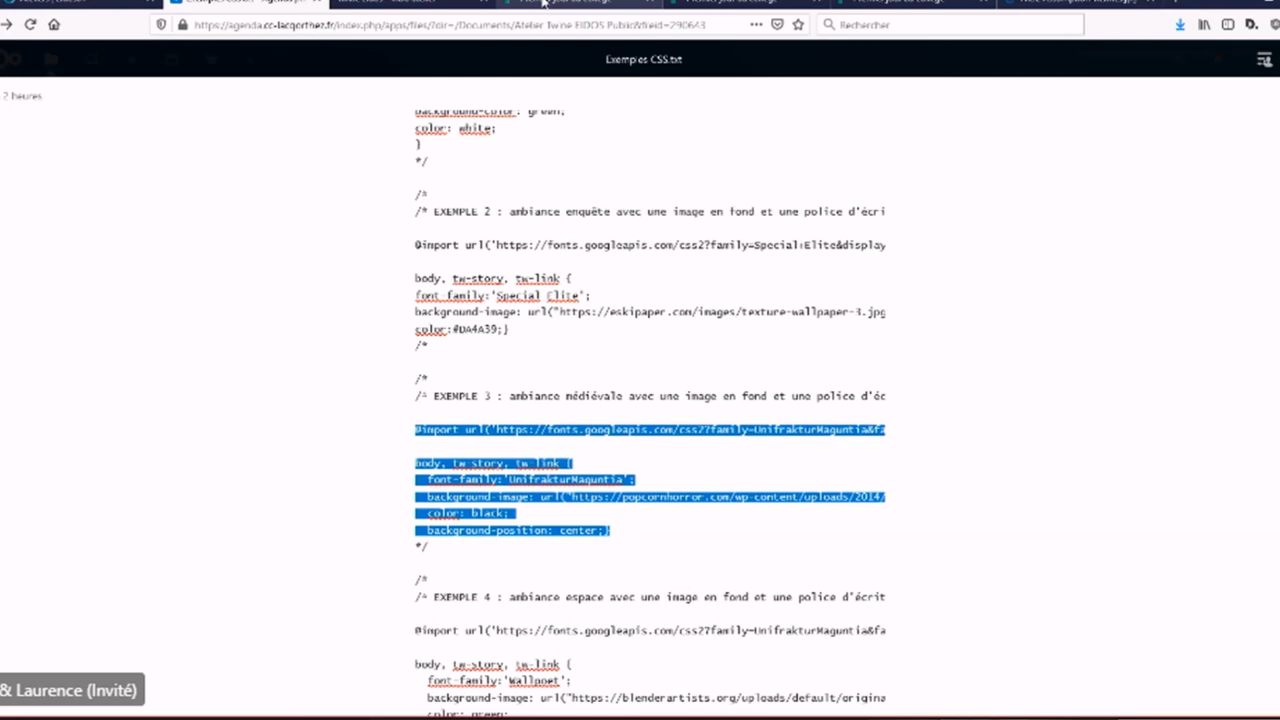 https://agenda.cc-lacqorthez.fr/index.php/apps/files/?dir=/Documents/Atelier Twine EIDOS Public&fileid=290643
Rechercher
Exemples CSS.txt
2 heures
background-color: green;
color: white;
}
*/
/*
/* EXEMPLE 2 : ambiance enquête avec une image en fond et une police d'écri
@import url('https://fonts.googleapis.com/css2?family=Special+Elite&display
body, tw-story, tw-link {
font-family:'Special Elite';
background-image: url("https://eskipaper.com/images/texture-wallpaper-3.jpg
color:#DA4A39;}
/*
/*
/* EXEMPLE 3 : ambiance médiévale avec une image en fond et une police d'éc
@import url('https://fonts.googleapis.com/css2?family=UnifrakturMaguntia&fa
body, tw-story, tw-link {
font-family:'UnifrakturMaguntia';
background-image: url("https://popcornhorror.com/wp-content/uploads/2014/
color: black;
background-position: center;}
*/
/*
/* EXEMPLE 4 : ambiance espace avec une image en fond et une police d'écrit
@import url('https://fonts.googleapis.com/css2?family=UnifrakturMaguntia&fa
body, tw-story, tw-link {
font-family:'Wallpoet';
background-image: url("https://blenderartists.org/uploads/default/origina
color: green;
& Laurence (Invité)